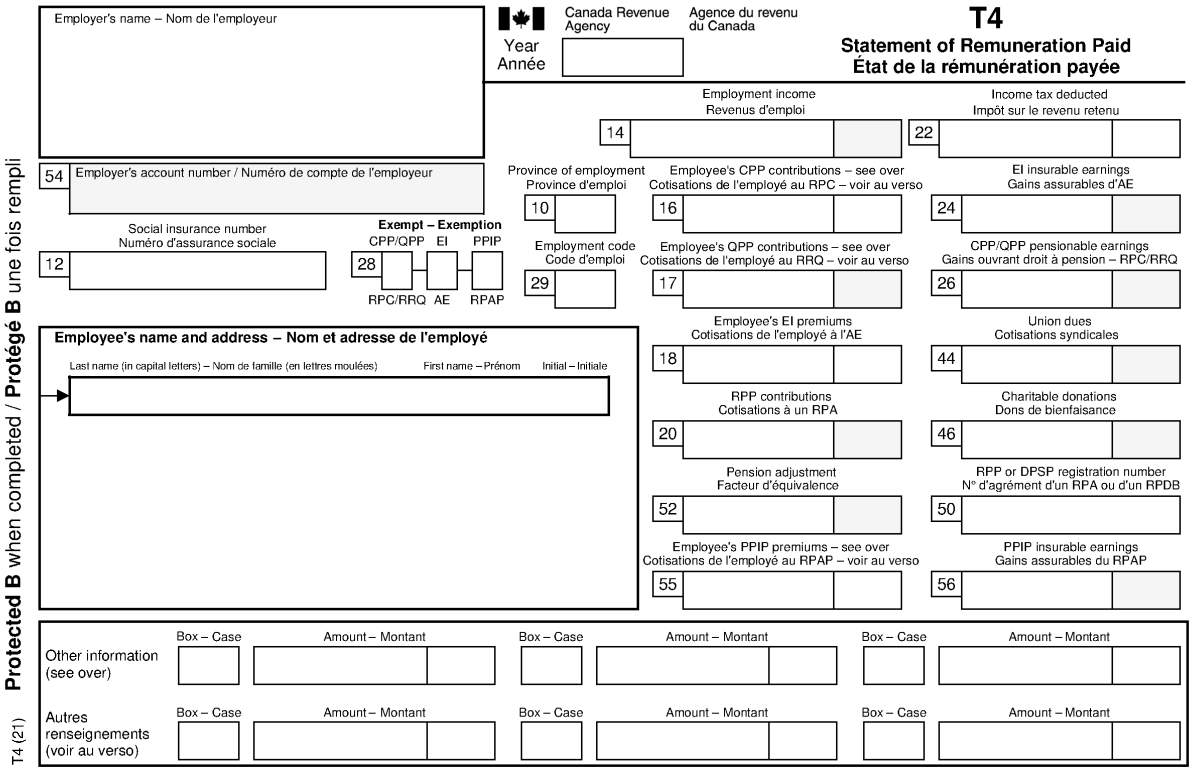 Employer's name – Nom de l'employeur
Canada Revenue Agency
Agence du revenu du Canada
Year
Année
T4
Statement of Remuneration Paid
État de la rémunération payée
Employment income
Revenus d'emploi
14
Income tax deducted
Impôt sur le revenu retenu
22
54
Employer's account number / Numéro de compte de l'employeur
Province of employment
Province d'emploi
10
Employee's CPP contributions – see over
Cotisations de l'employé au RPC – voir au verso
16
EI insurable earnings
Gains assurables d'AE
24
Social insurance number
Numéro d'assurance sociale
12
Exempt – Exemption
CPP/QPP EI PPIP
28
RPC/RRQ AE RPAP
Employment code
Code d'emploi
29
Employee's QPP contributions – see over
Cotisations de l'employé au RRQ – voir au verso
17
CPP/QPP pensionable earnings
Gains ouvrant droit à pension – RPC/RRQ
26
Employee's name and address – Nom et adresse de l'employé
Last name (in capital letters) – Nom de famille (en lettres moulées) First name – Prénom Initial – Initiale
Employee's EI premiums
Cotisations de l'employé à l'AE
18
Union dues
Cotisations syndicales
44
RPP contributions
Cotisations à un RPA
20
Charitable donations
Dons de bienfaisance
46
Pension adjustment
Facteur d'équivalence
52
RPP or DPSP registration number
N° d'agrément d'un RPA ou d'un RPDB
50
Employee's PPIP premiums – see over
Cotisations de l'employé au RPAP – voir au verso
55
PPIP insurable earnings
Gains assurables du RPAP
56
Box – Case Amount – Montant Box – Case Amount – Montant Box – Case Amount – Montant
Other information
(see over)
Box – Case Amount – Montant Box – Case Amount – Montant Box – Case Amount – Montant
Autres
renseignements
(voir au verso)
Protected B when completed / Protégé B une fois rempli
T4 (21)